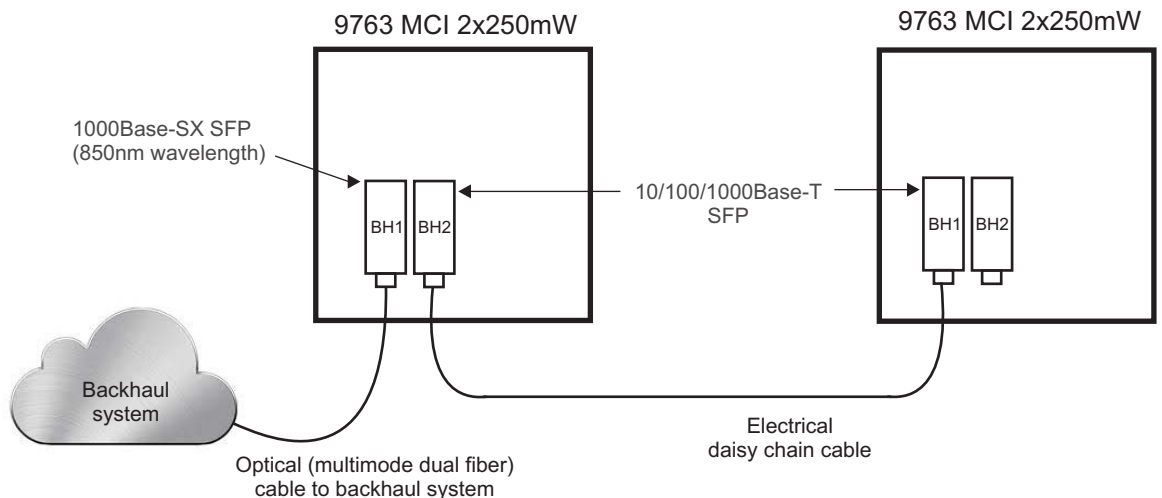 9763 MCI 2x250mW
9763 MCI 2x250mW
1000Base-SX SFP
(850nm wavelength)
10/100/1000Base-T
SFP
BH1
BH2
BH1
BH2
Backhaul
system
Electrical
daisy chain cable
Optical (multimode dual fiber)
cable to backhaul system